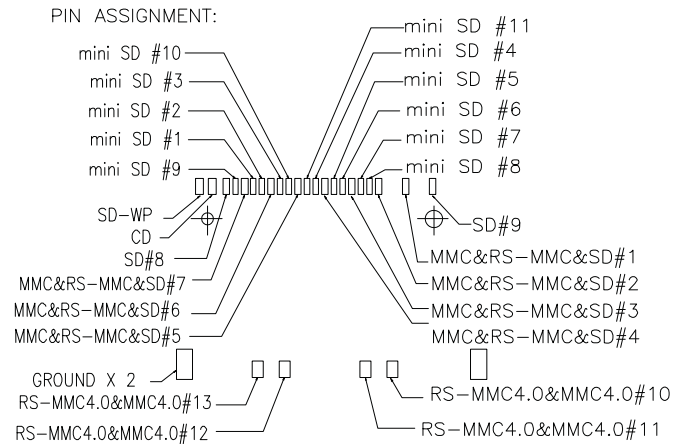 PIN ASSIGNMENT:
mini SD #10
mini SD #3
mini SD #2
mini SD #1
mini SD #9
mini SD #11
mini SD #4
mini SD #5
mini SD #6
mini SD #7
mini SD #8
SD-WP
CD
SD#8
MMC&RS-MMC&SD#7
MMC&RS-MMC&SD#6
MMC&RS-MMC&SD#5
SD#9
MMC&RS-MMC&SD#1
MMC&RS-MMC&SD#2
MMC&RS-MMC&SD#3
MMC&RS-MMC&SD#4
GROUND X 2
RS-MMC4.0&MMC4.0#13
RS-MMC4.0&MMC4.0#12
RS-MMC4.0&MMC4.0#10
RS-MMC4.0&MMC4.0#11